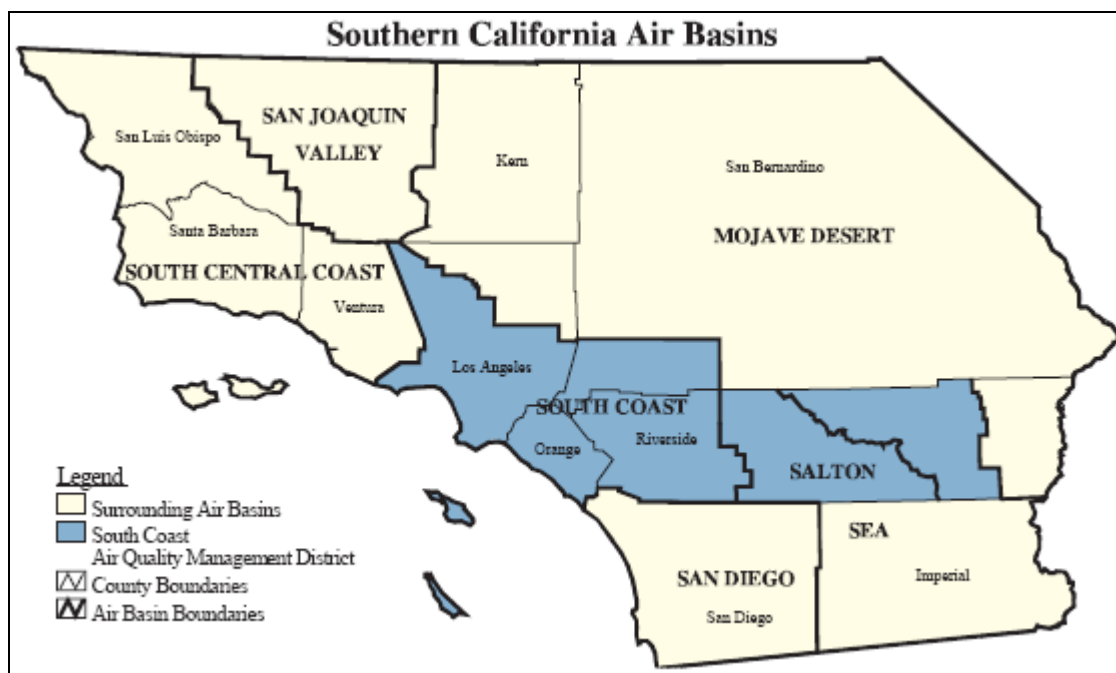 Southern California Air Basins
SAN JOAQUIN
VALLEY
San Luis Obispo
Kern
San Bernardino
Santa Barbara
MOJAVE DESERT
SOUTH CENTRAL COAST
Ventura
Los Angeles
SOUTH COAST
Orange
Riverside
SALTON
SEA
SAN DIEGO
San Diego
Imperial
Legend
Surrounding Air Basins
South Coast
Air Quality Management District
County Boundaries
Air Basin Boundaries